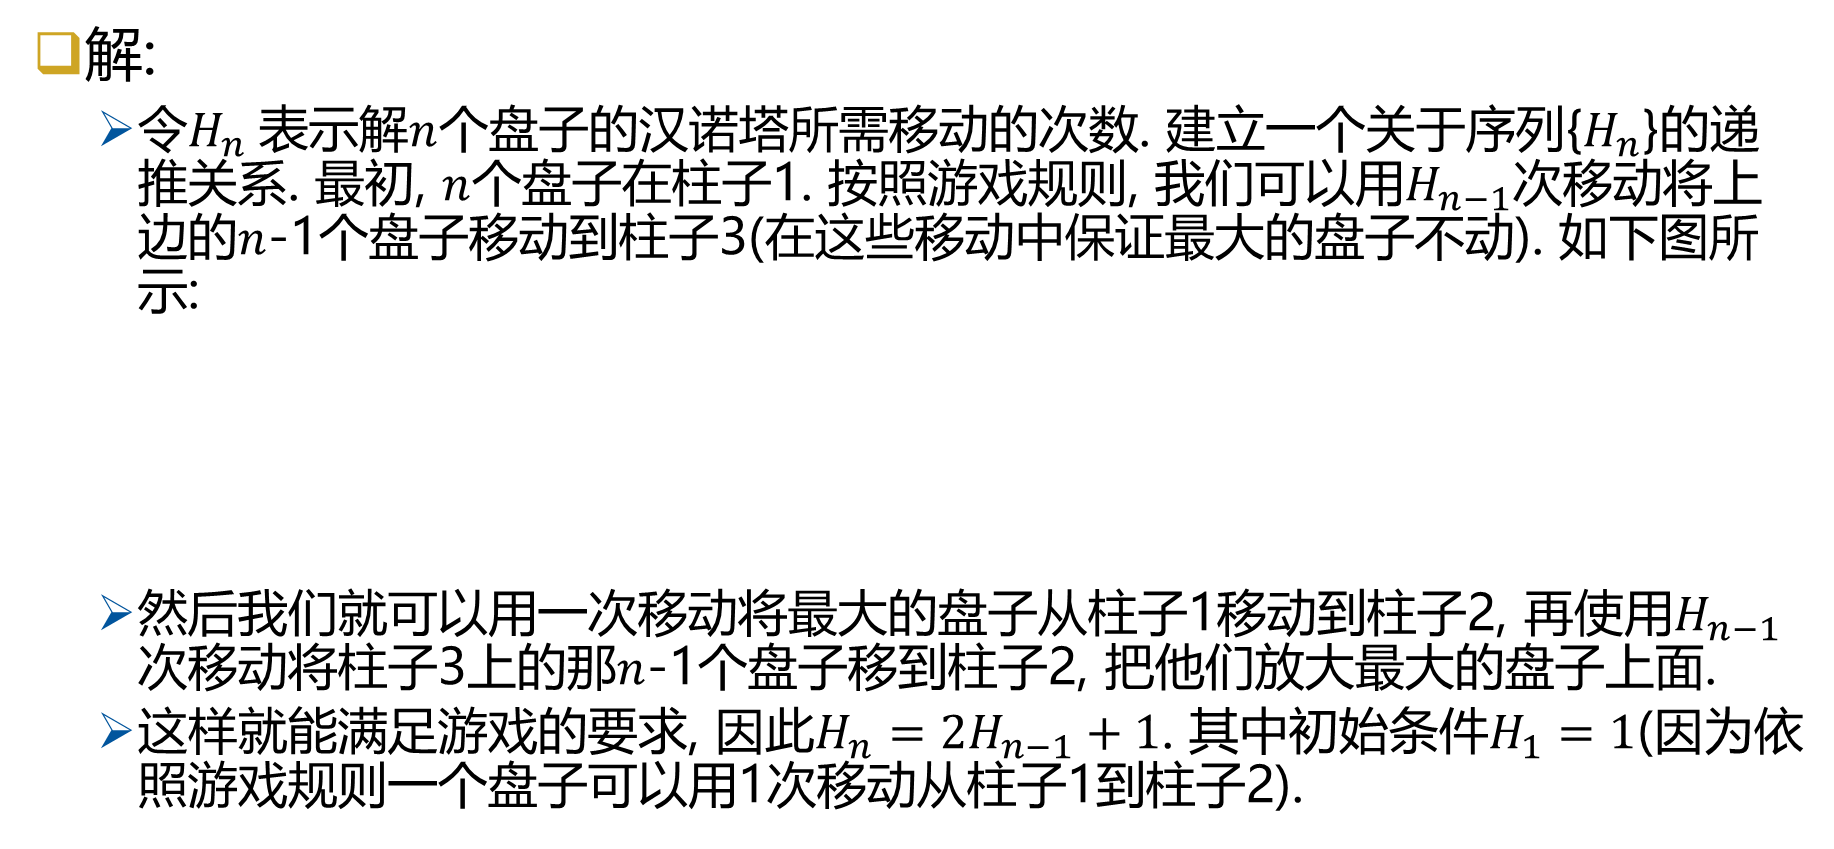 解:
令Hₙ 表示解n个盘子的汉诺塔所需移动的次数. 建立一个关于序列{Hₙ}的递
推关系. 最初, n个盘子在柱子1. 按照游戏规则, 我们可以用Hₙ₋₁次移动将上
边的n-1个盘子移动到柱子3(在这些移动中保证最大的盘子不动). 如下图所
示:
然后我们就可以用一次移动将最大的盘子从柱子1移动到柱子2, 再使用Hₙ₋₁
次移动将柱子3上的那n-1个盘子移到柱子2, 把他们放大最大的盘子上面.
这样就能满足游戏的要求, 因此Hₙ = 2Hₙ₋₁ + 1. 其中初始条件H₁ = 1(因为依
照游戏规则一个盘子可以用1次移动从柱子1到柱子2).